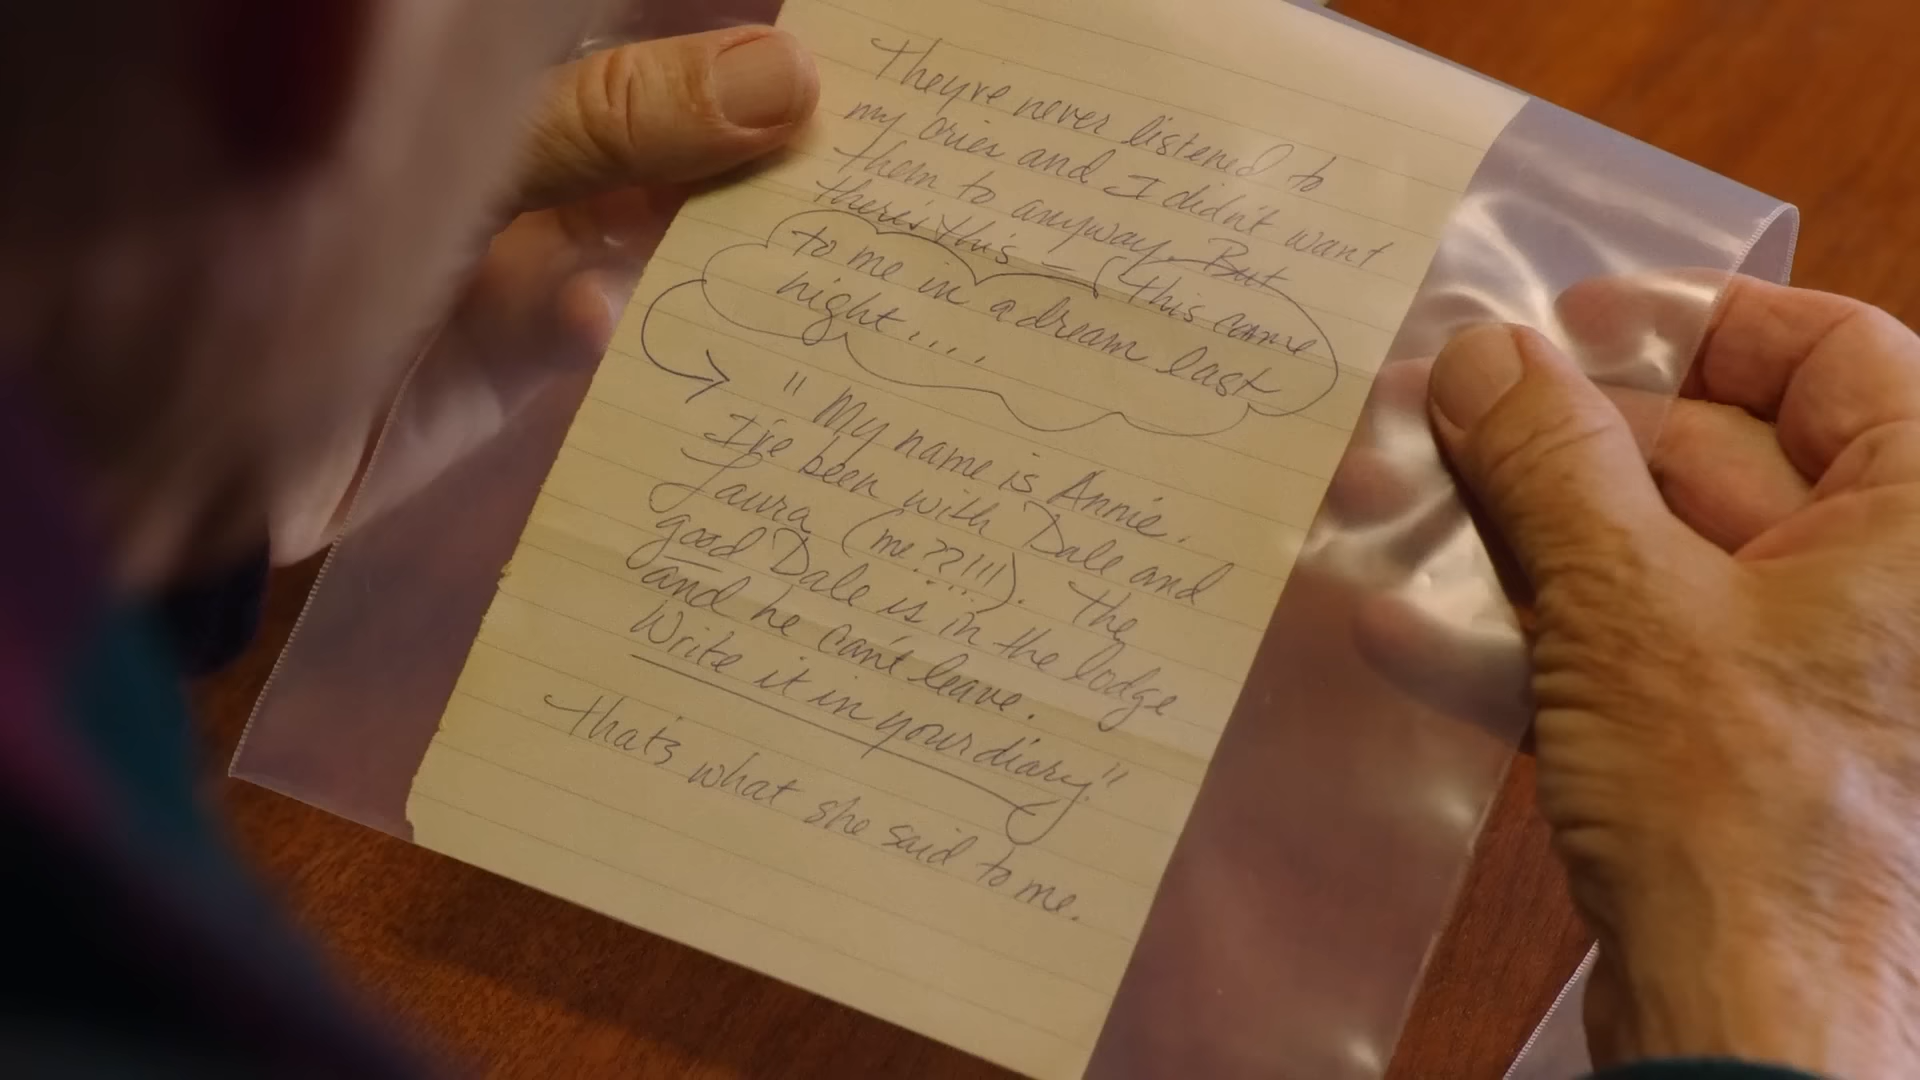 They're never listened to
my cries and I didn't want
them to anyway. But
there's this — (this came
to me in a dream last
night....
"My name is Annie.
I've been with Dale and
Laura (me??!!!). The
good Dale is in the lodge
and he can't leave.
Write it in your diary."
that's what she said to me.